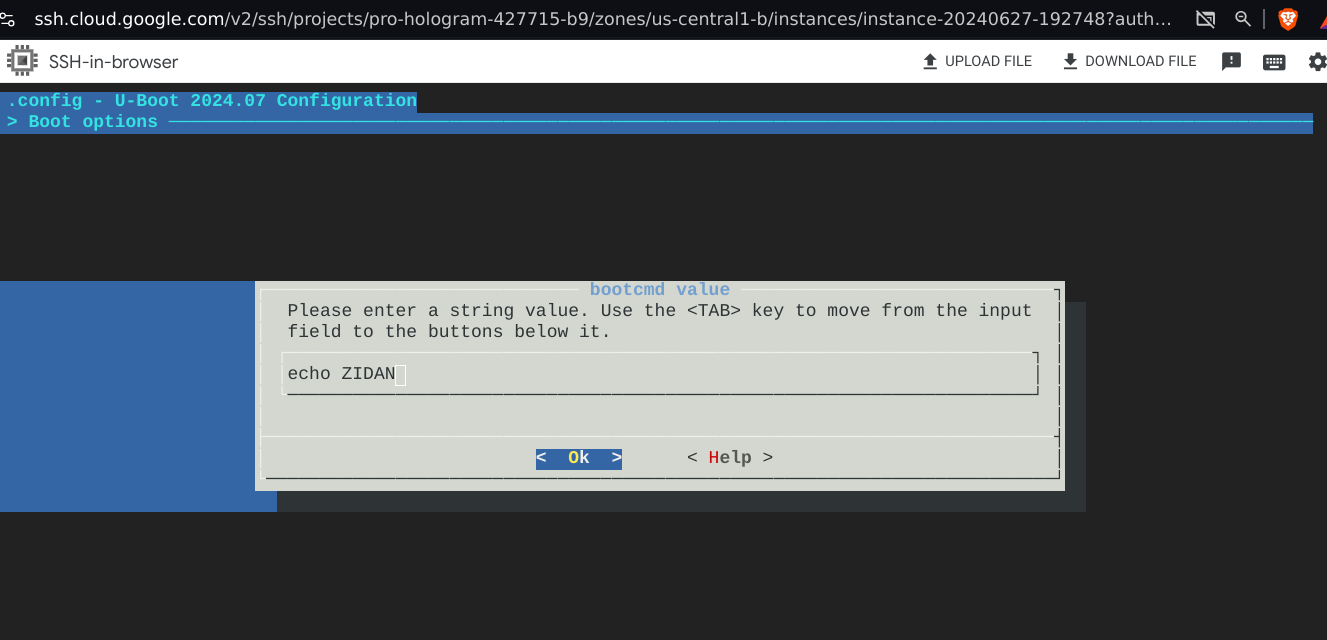 ssh.cloud.google.com/v2/ssh/projects/pro-hologram-427715-b9/zones/us-central1-b/instances/instance-20240627-192748?auth...
SSH-in-browser
UPLOAD FILE
DOWNLOAD FILE
.config - U-Boot 2024.07 Configuration
> Boot options
bootcmd value
Please enter a string value. Use the <TAB> key to move from the input
field to the buttons below it.
echo ZIDAN
< Ok > < Help >